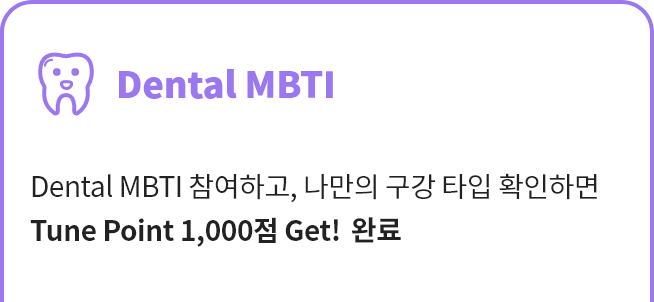 Dental MBTI
Dental MBTI 참여하고, 나만의 구강 타입 확인하면
Tune Point 1,000점 Get! 완료